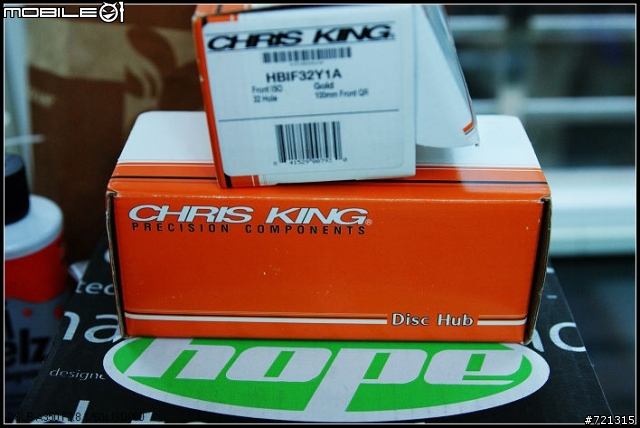 MOBILE01
CHRIS KING
HBIF32Y1A
Front ISO Gold
32 Hole 100mm Front QR
CHRIS KING®
PRECISION COMPONENTS
Disc Hub
hope
designe
#721315